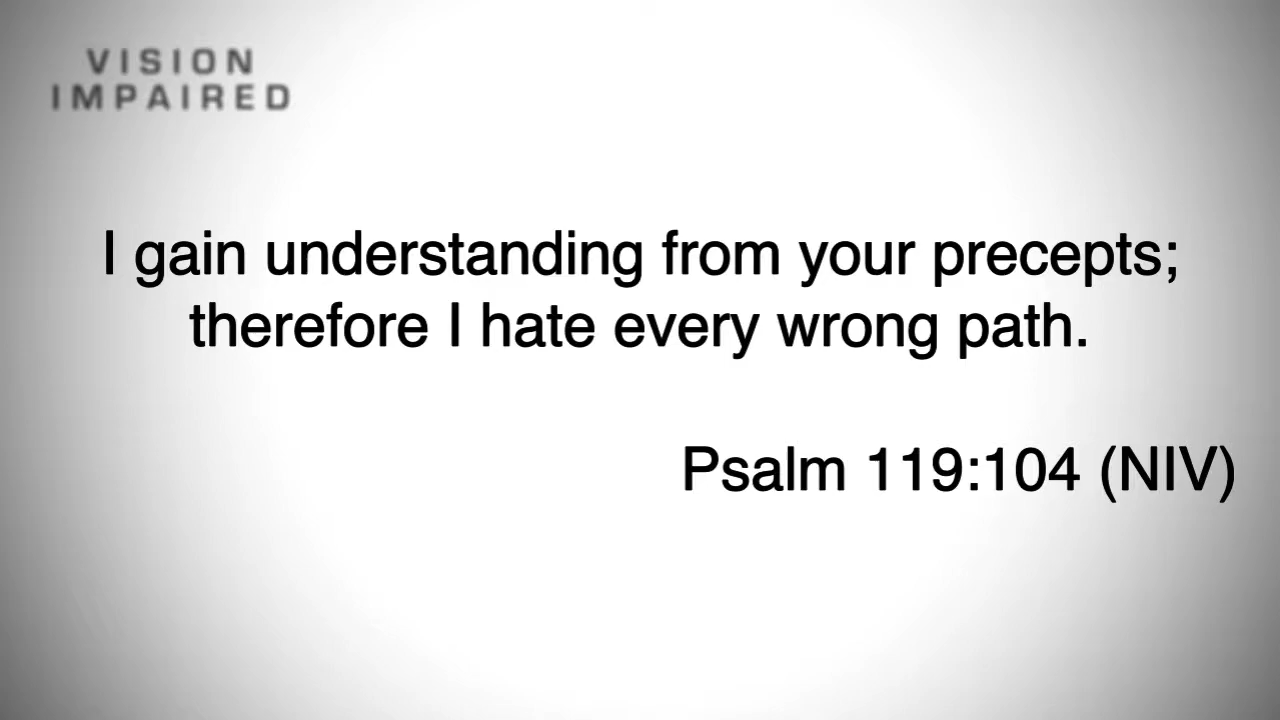 VISION
IMPAIRED
I gain understanding from your precepts;
therefore I hate every wrong path.
Psalm 119:104 (NIV)